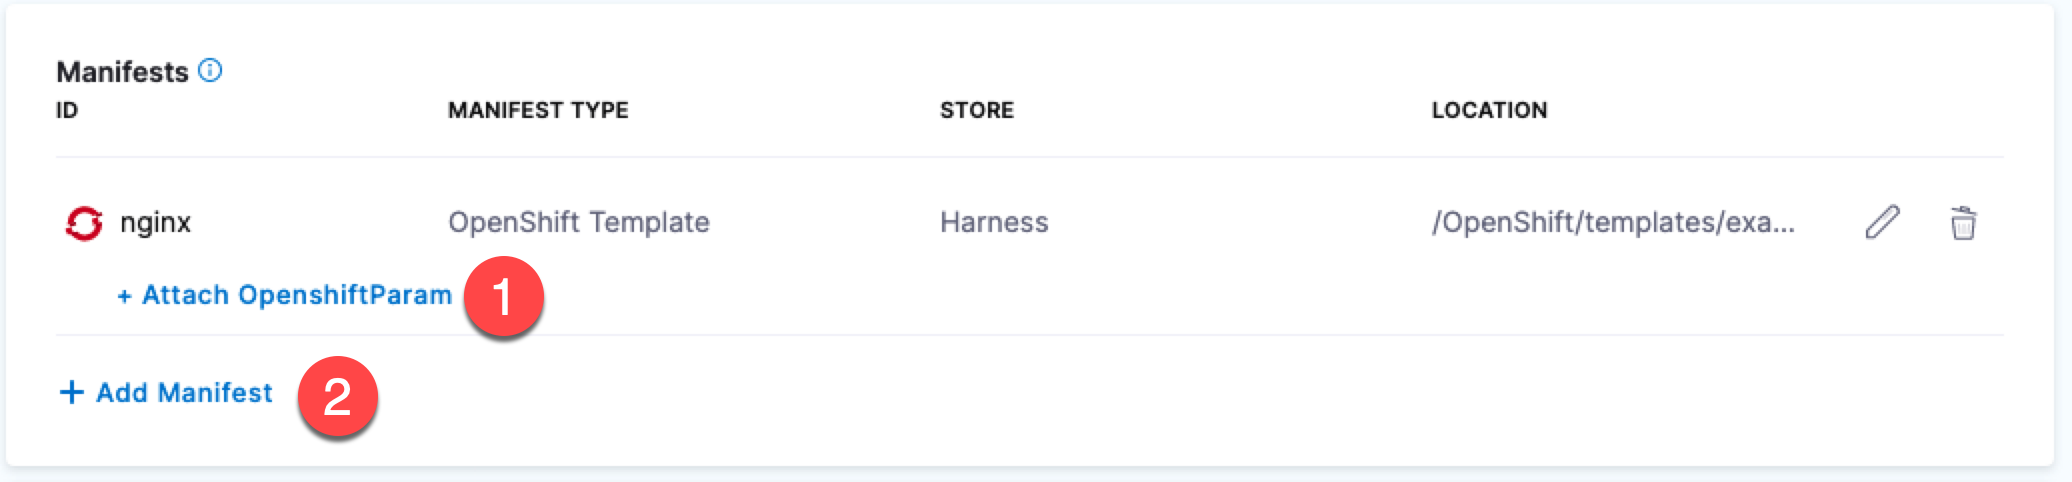 Manifests
ID MANIFEST TYPE STORE LOCATION
nginx OpenShift Template Harness /OpenShift/templates/exa...
+ Attach OpenshiftParam 1
+ Add Manifest 2